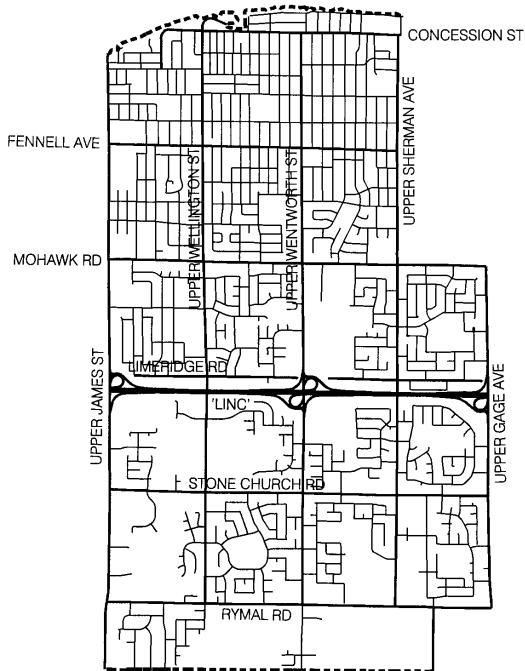 CONCESSION ST
UPPER SHERMAN AVE
FENNELL AVE
UPPER WELLINGTON ST
UPPER WENTWORTH ST
MOHAWK RD
UPPER JAMES ST
LIMERIDGE RD
'LINC'
UPPER GAGE AVE
STONE CHURCH RD
RYMAL RD